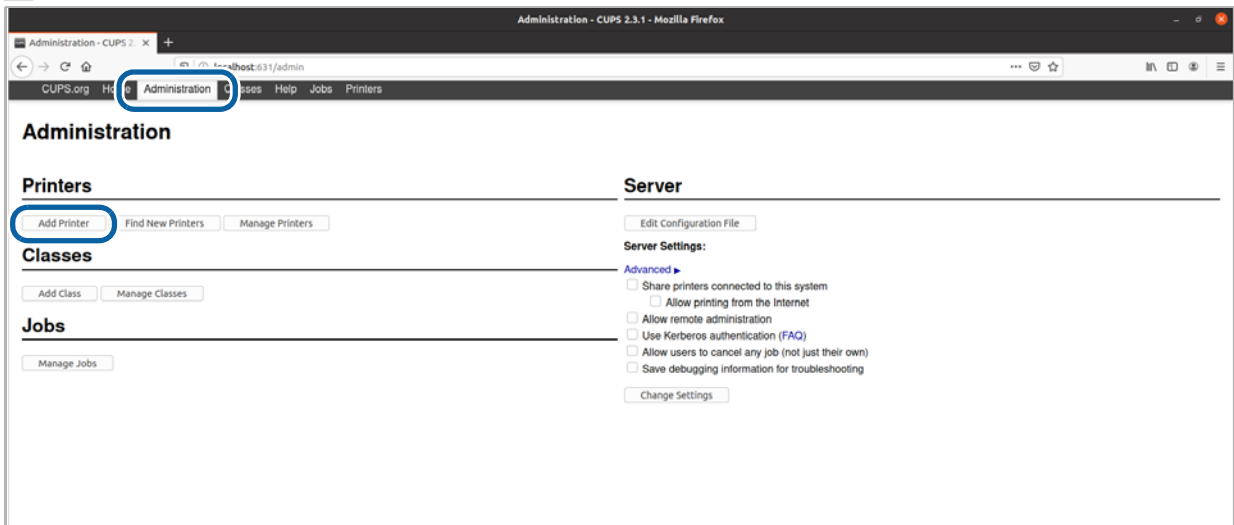 Administration - CUPS 2.3.1 - Mozilla Firefox
Administration - CUPS 2.
localhost:631/admin
CUPS.org Home Administration Classes Help Jobs Printers
Administration
Printers
Add Printer Find New Printers Manage Printers
Classes
Add Class Manage Classes
Jobs
Manage Jobs
Server
Edit Configuration File
Server Settings:
Advanced ▶
Share printers connected to this system
Allow printing from the Internet
Allow remote administration
Use Kerberos authentication (FAQ)
Allow users to cancel any job (not just their own)
Save debugging information for troubleshooting
Change Settings